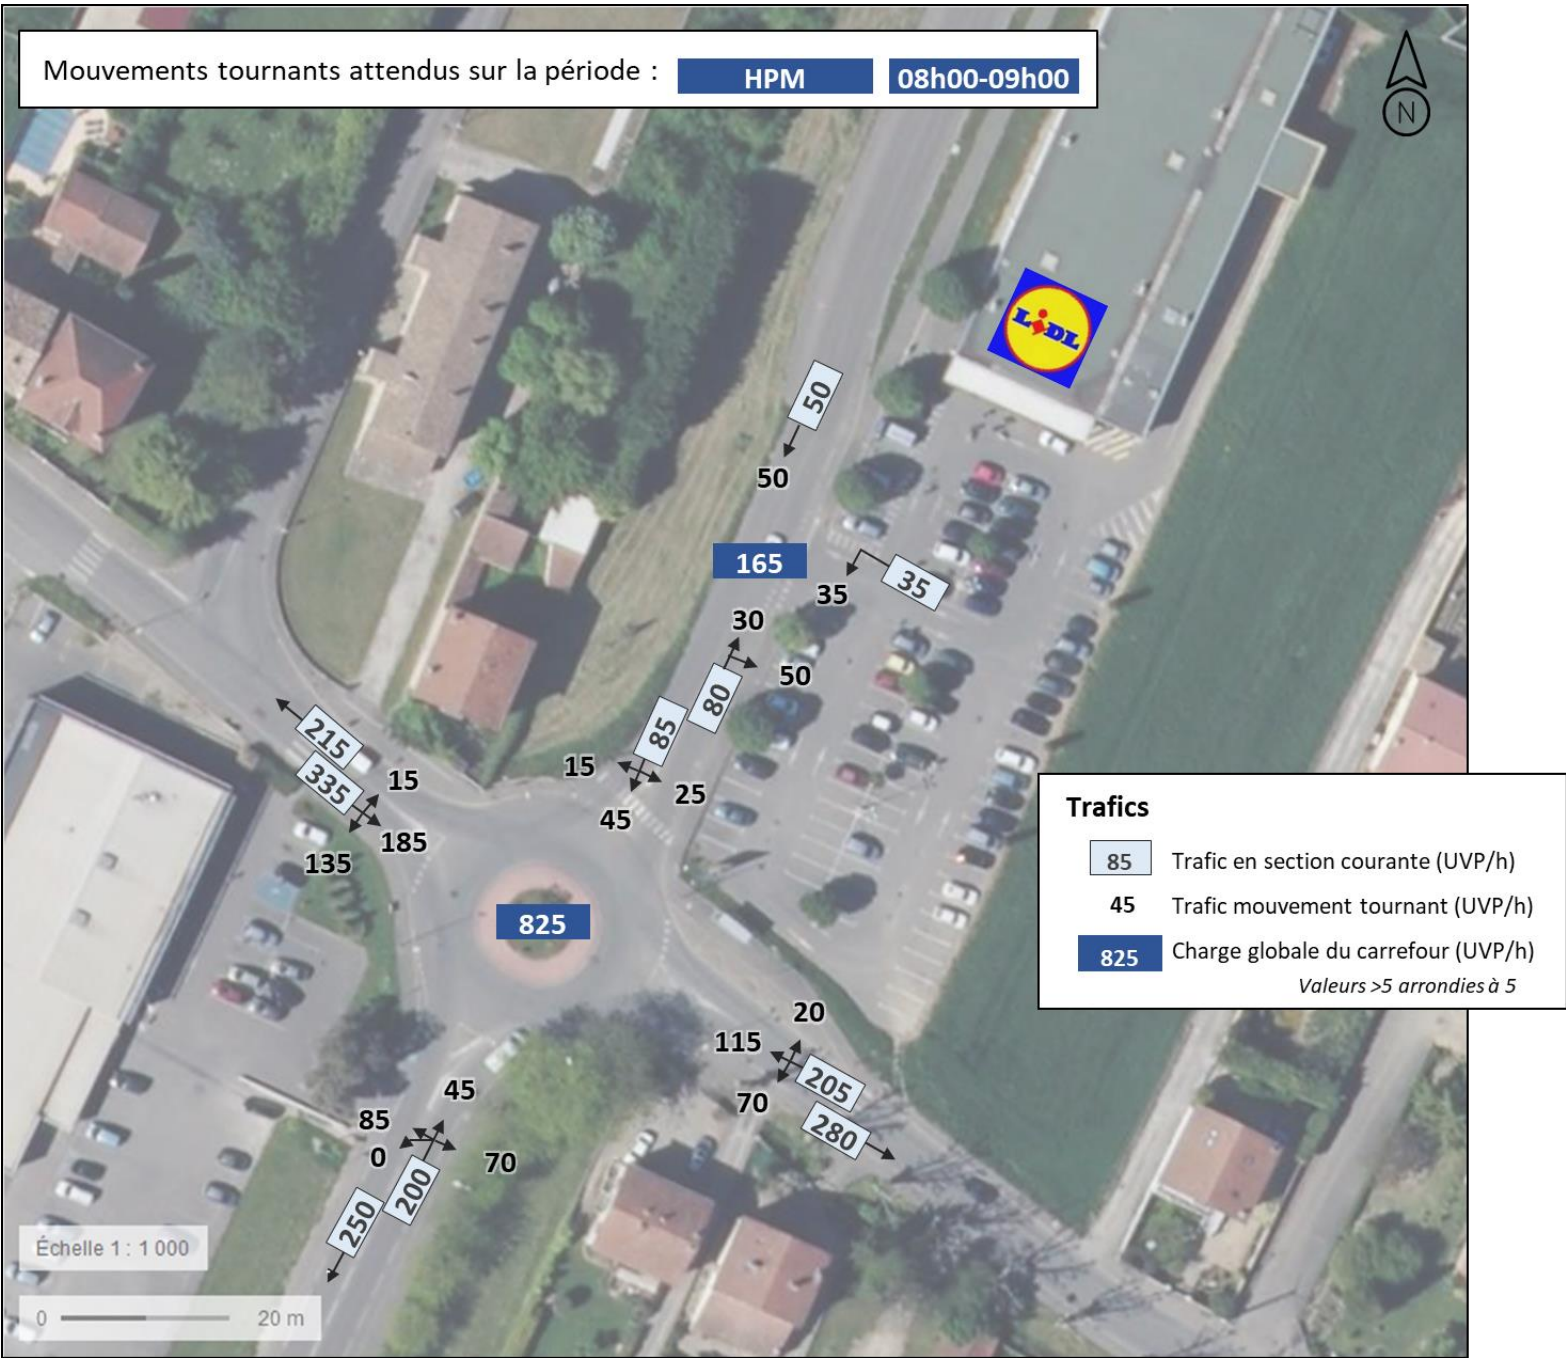 Mouvements tournants attendus sur la période : HPM 08h00-09h00
N
LIDL
50
50
165
35
35
30
50
80
85
215
335
15
15
25
45
185
135
825
20
115
205
70
280
45
85
0
70
200
250
Trafics
85 Trafic en section courante (UVP/h)
45 Trafic mouvement tournant (UVP/h)
825 Charge globale du carrefour (UVP/h)
Valeurs >5 arrondies à 5
Échelle 1 : 1 000
0 20 m